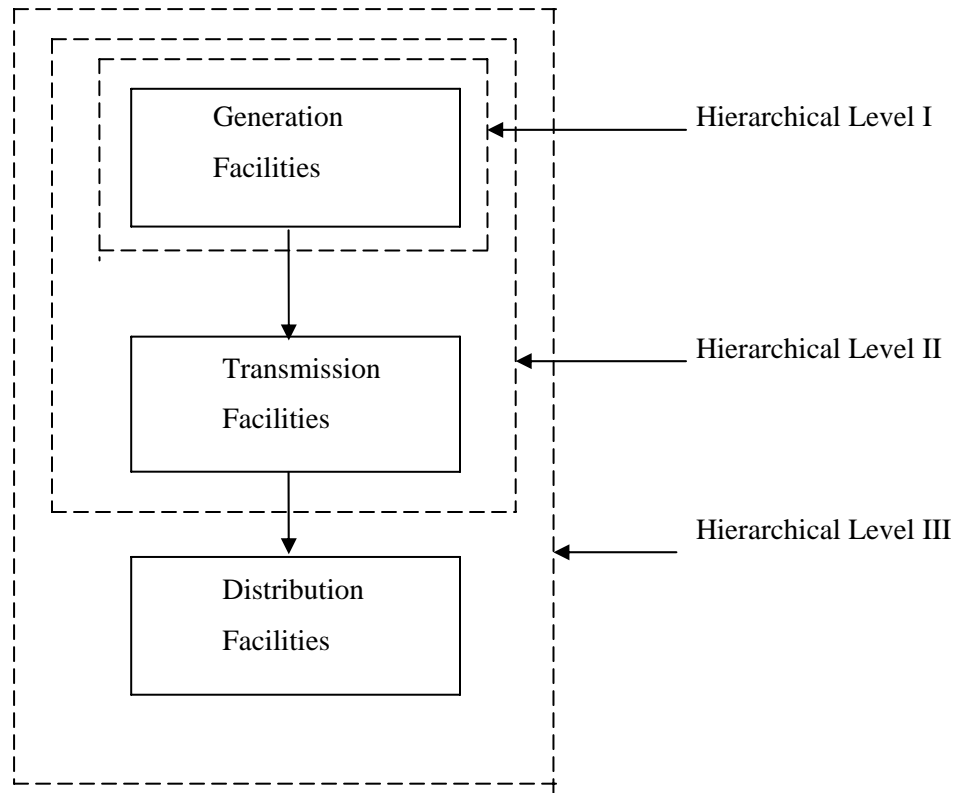 Generation
Facilities
Hierarchical Level I
Transmission
Facilities
Hierarchical Level II
Distribution
Facilities
Hierarchical Level III